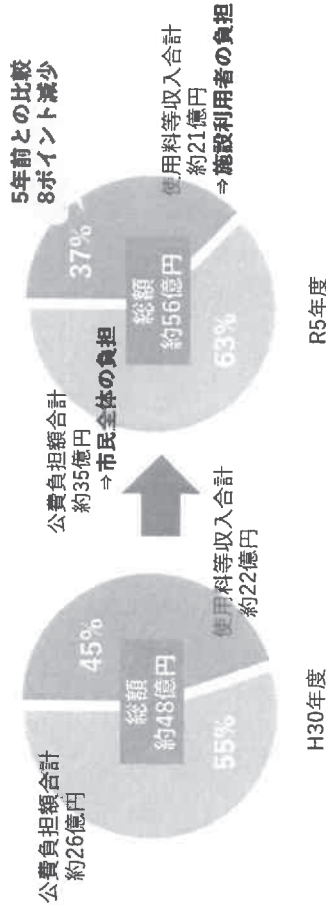 公費負担額合計
約26億円
45%
総額
約48億円
55%
使用料等収入合計
約22億円
H30年度
公費負担額合計
約35億円
⇒市民全体の負担
5年前との比較
8ポイント減少
37%
総額
約56億円
63%
使用料等収入合計
約21億円
⇒施設利用者の負担
R5年度